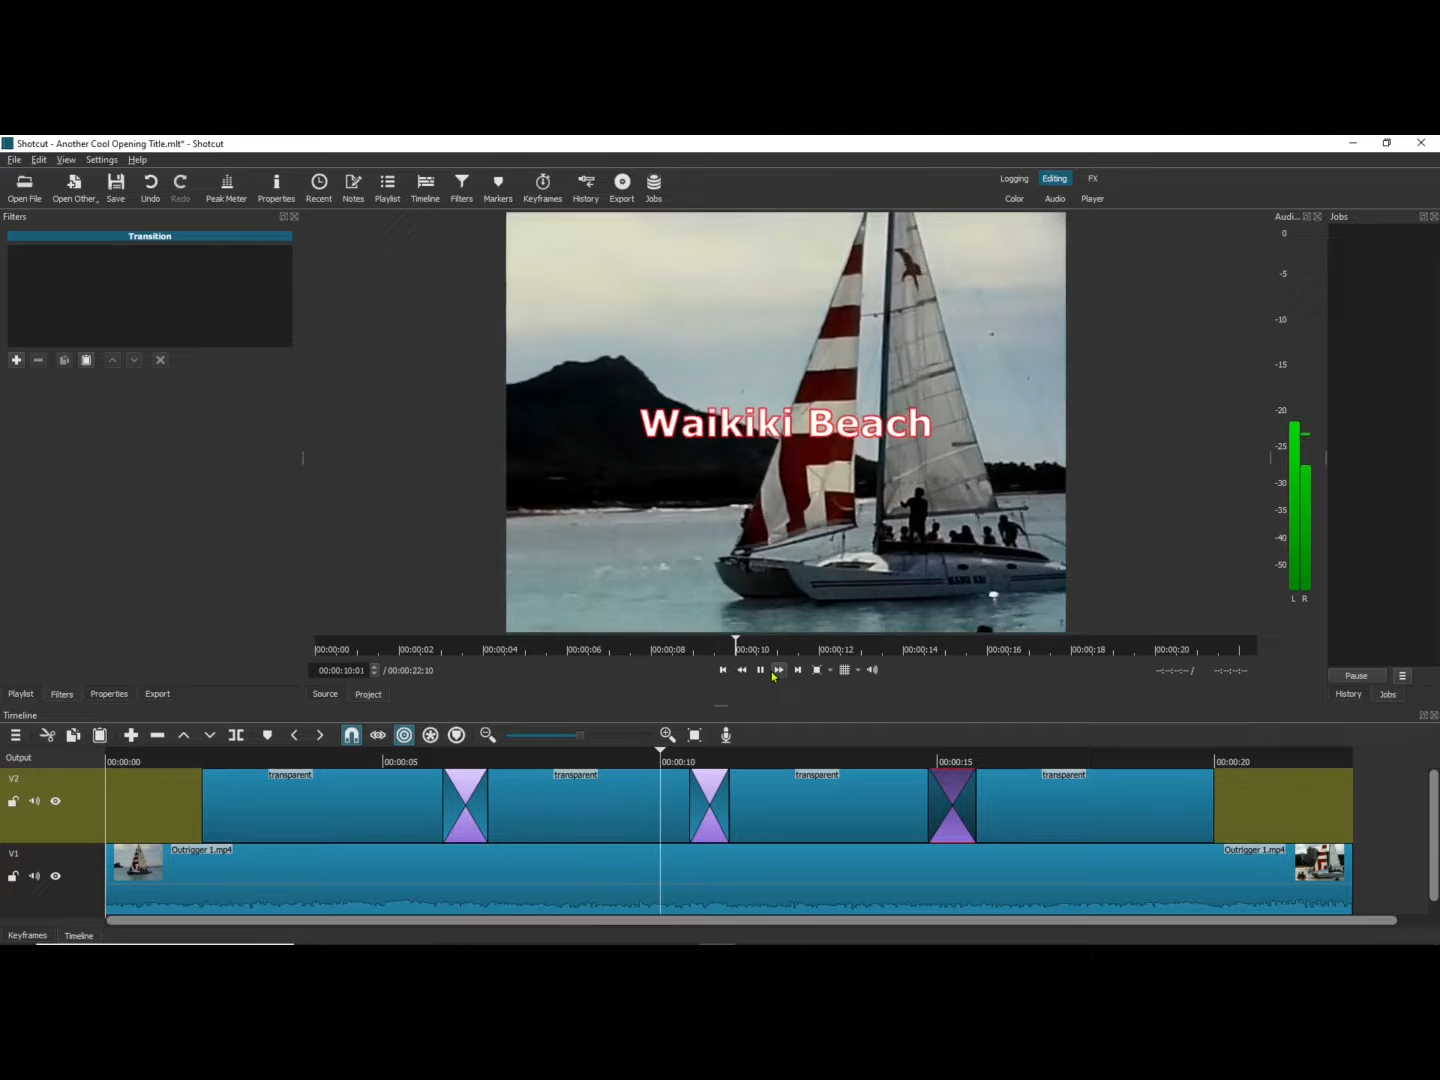 Shotcut - Another Cool Opening Title.mlt* - Shotcut
File Edit View Settings Help
Open File Open Other.. Save Undo Redo Peak Meter Properties Recent Notes Playlist Timeline Filters Markers Keyframes History Export Jobs
Logging Editing FX
Color Audio Player
Filters
Transition
Audi...
Jobs
0
-5
-10
-15
-20
-25
-30
-35
-40
-50
L R
Waikiki Beach
00:00:00 00:00:02 00:00:04 00:00:06 00:00:08 00:00:10 00:00:12 00:00:14 00:00:16 00:00:18 00:00:20
00:00:10:01 / 00:00:22:10
--:--:--:-- / --:--:--:--
Pause
Playlist Filters Properties Export
Source Project
History Jobs
Timeline
Output
00:00:00 00:00:05 00:00:10 00:00:15 00:00:20
V2
transparent transparent transparent transparent
V1
Outrigger 1.mp4 Outrigger 1.mp4
Keyframes Timeline